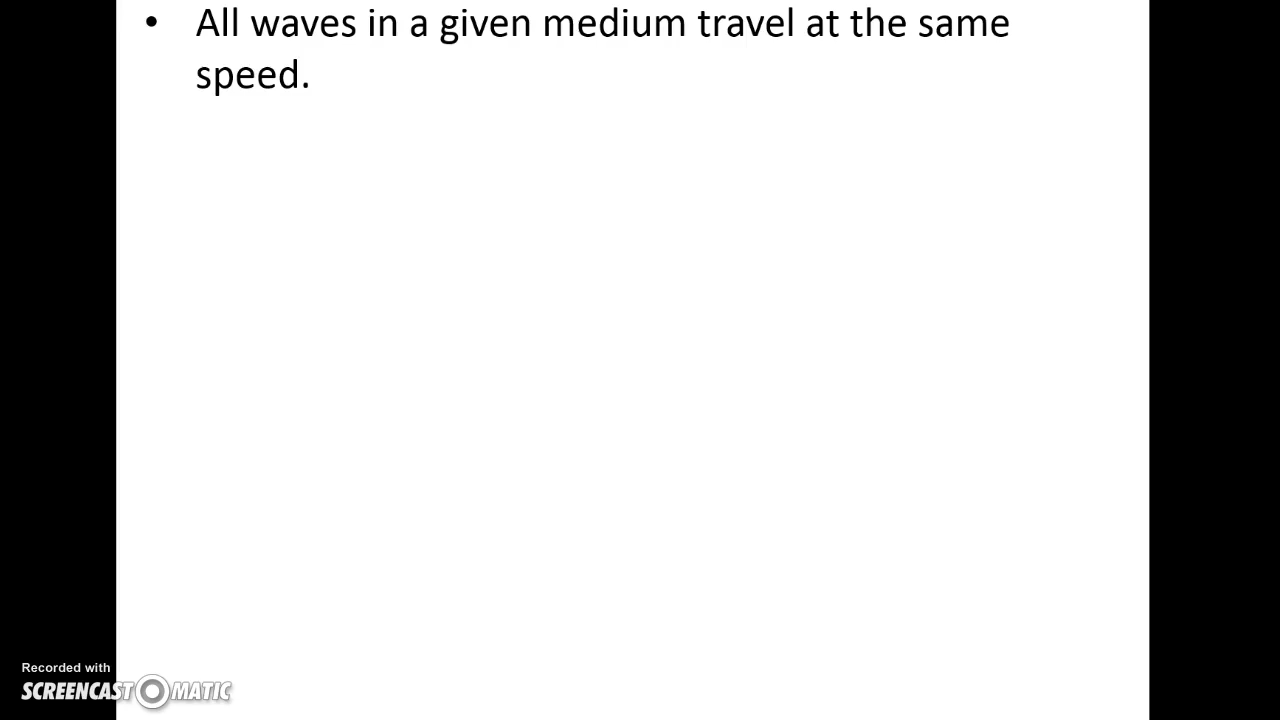 • All waves in a given medium travel at the same
speed.
Recorded with
SCREENCAST O MATIC